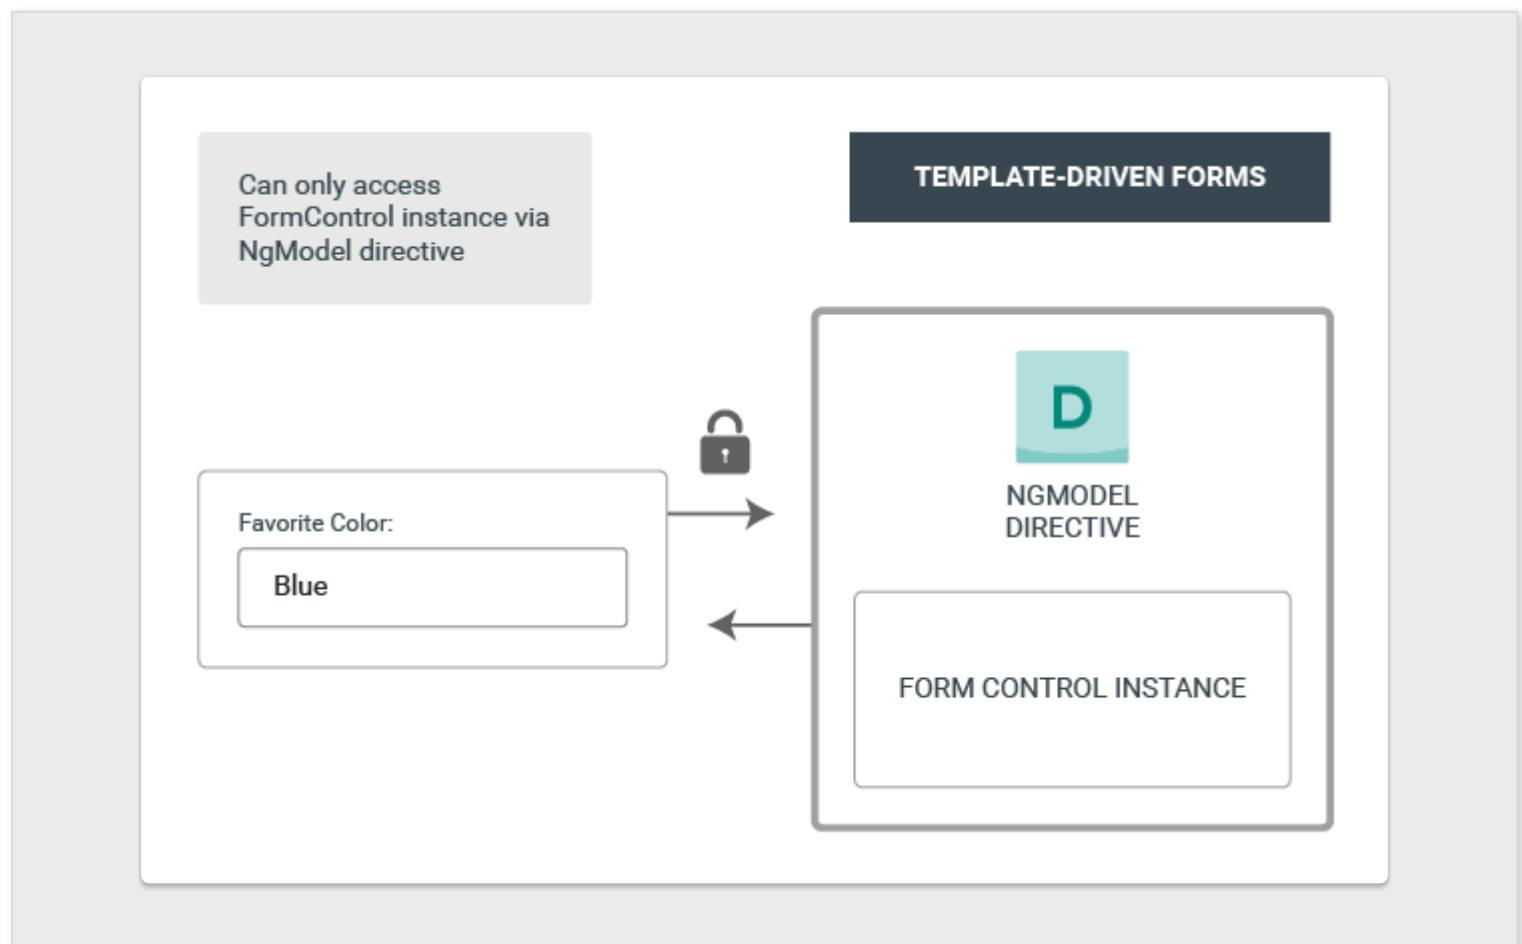 Can only access
FormControl instance via
NgModel directive
TEMPLATE-DRIVEN FORMS
D
NGMODEL
DIRECTIVE
Favorite Color:
Blue
FORM CONTROL INSTANCE